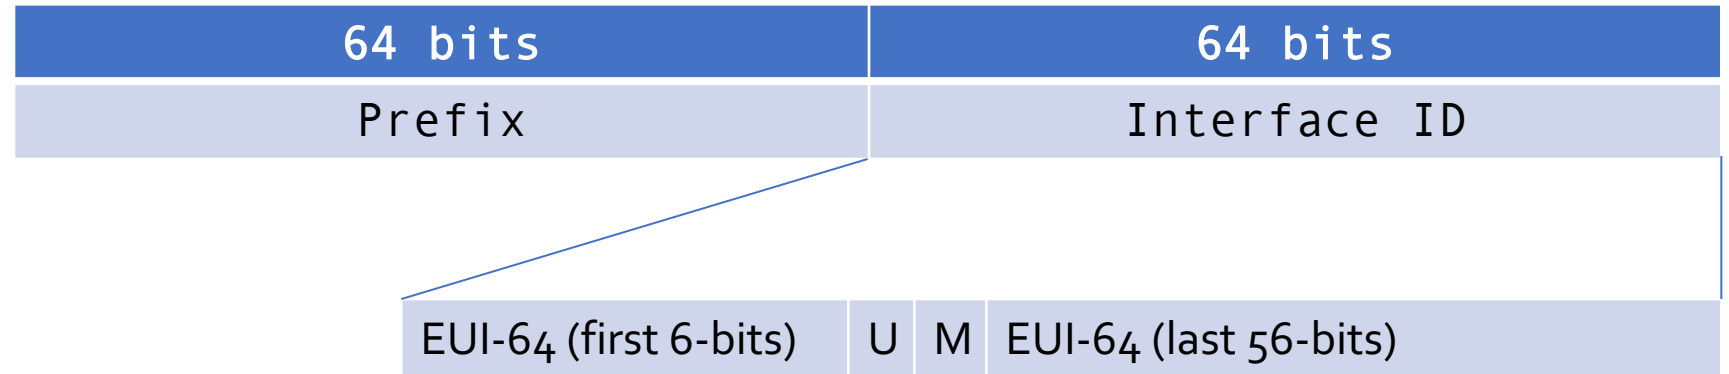 64 bits 64 bits
Prefix Interface ID
EUI-64 (first 6-bits) U M EUI-64 (last 56-bits)